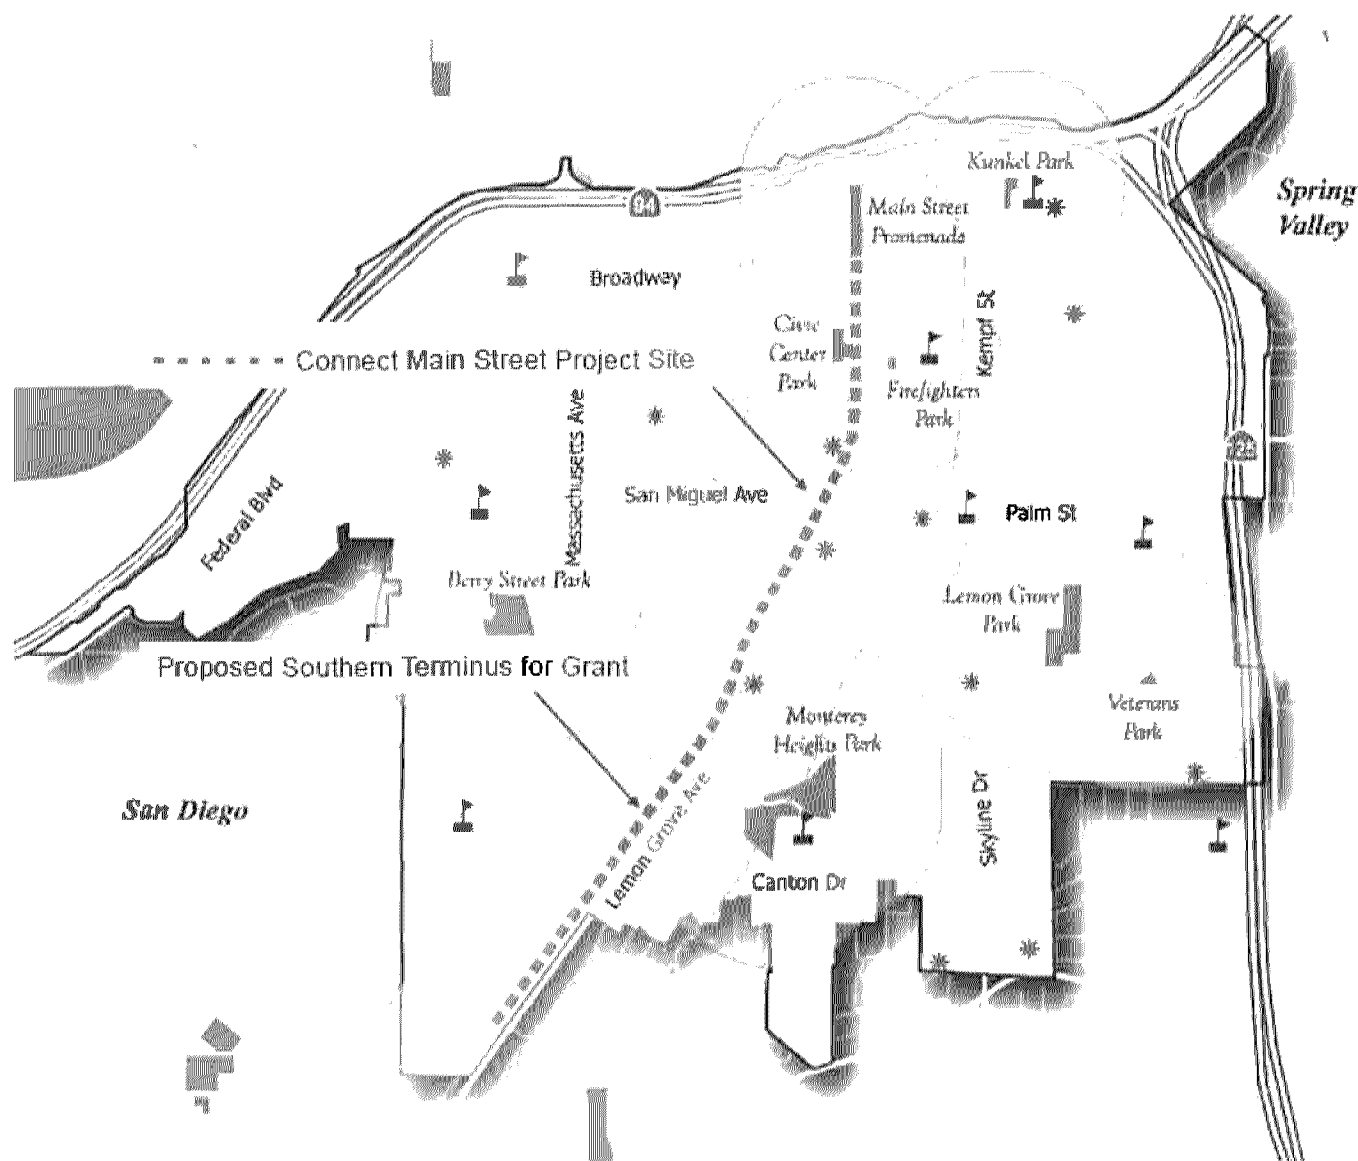 Kunkel Park
Spring
Valley
94
Main Street
Promenade
Broadway
Kempf St
Civic
Center
Park
Connect Main Street Project Site
Firefighters
Park
Massachusetts Ave
San Miguel Ave
Federal Blvd
Palm St
Berry Street Park
Lemon Grove
Park
Proposed Southern Terminus for Grant
Veterans
Park
Monterey
Heights Park
San Diego
Lemon Grove Ave
Skyline Dr
Canton Dr